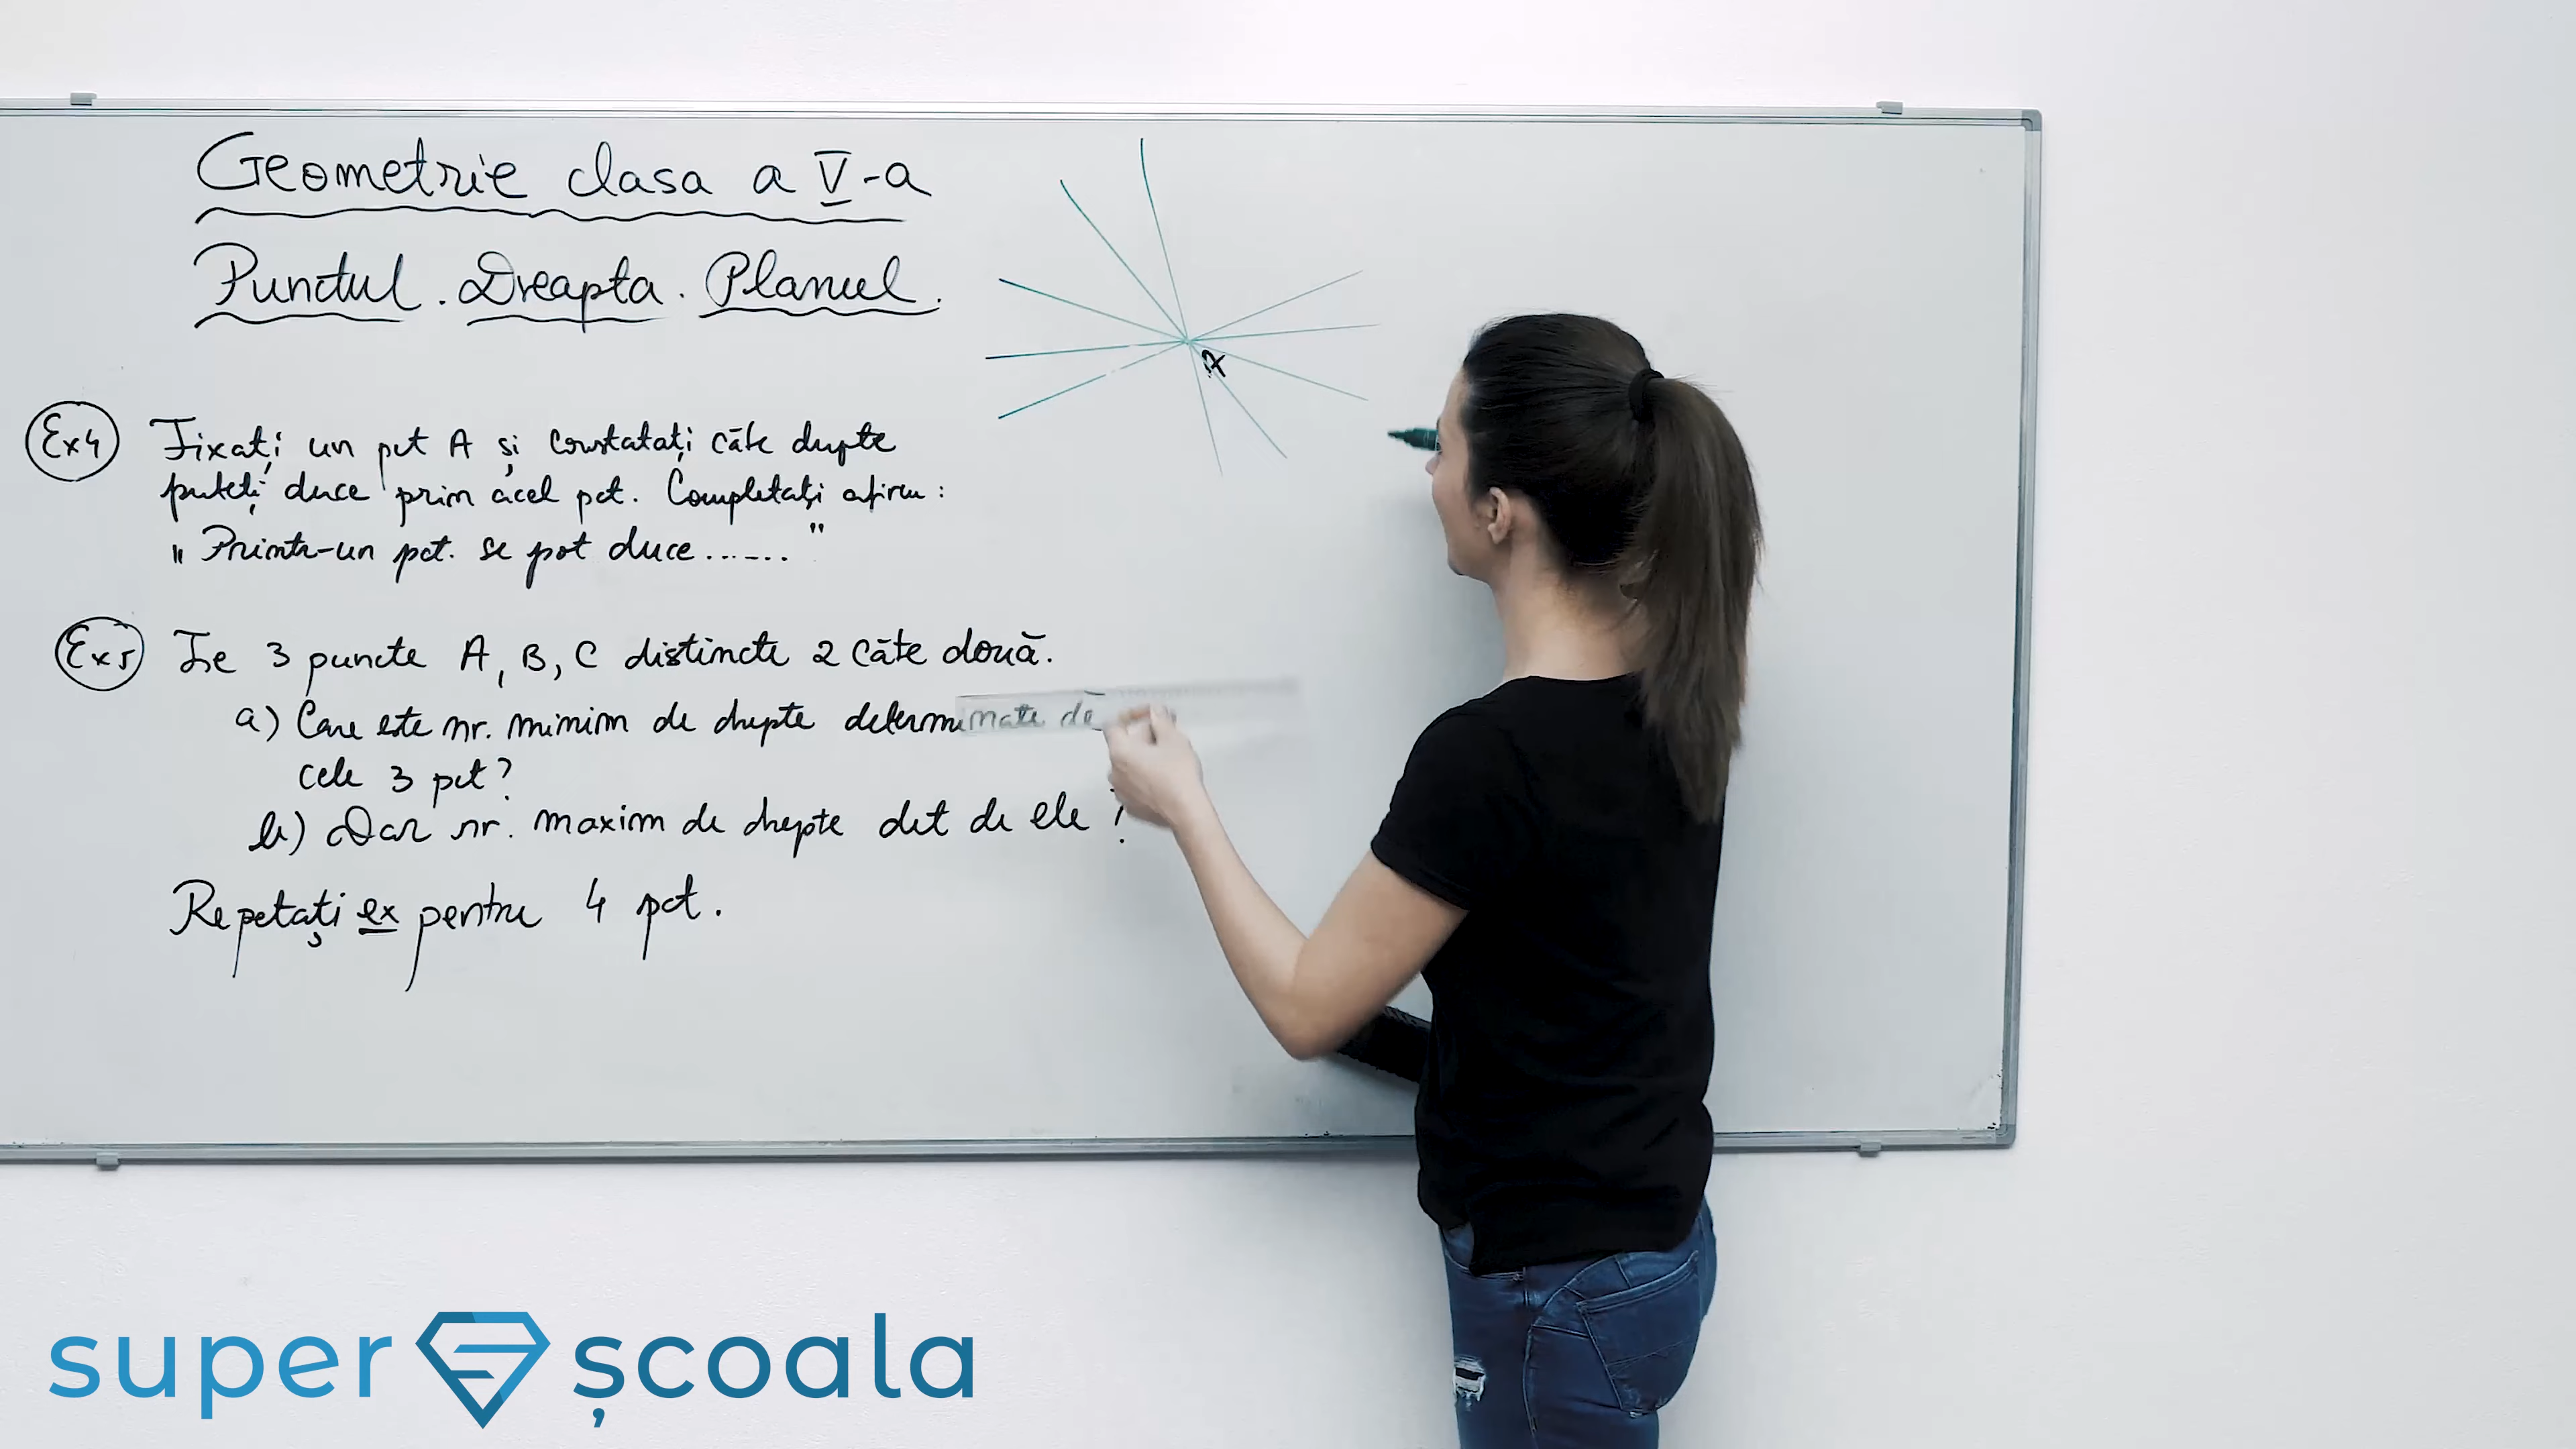 Geometrie clasa a V-a
Punctul. Dreapta. Planul.
Ex4 Fixați un pct A și constatați câte drepte
puteți duce prin acel pct. Completați afirm:
„Printr-un pct. se pot duce......"
A
Ex5 Fie 3 puncte A, B, C distincte 2 câte două.
a) Care este nr. minim de drepte determinate de
cele 3 pct?
b) Dar nr. maxim de drepte det de ele?
Repetați ex pentru 4 pct.
super școala